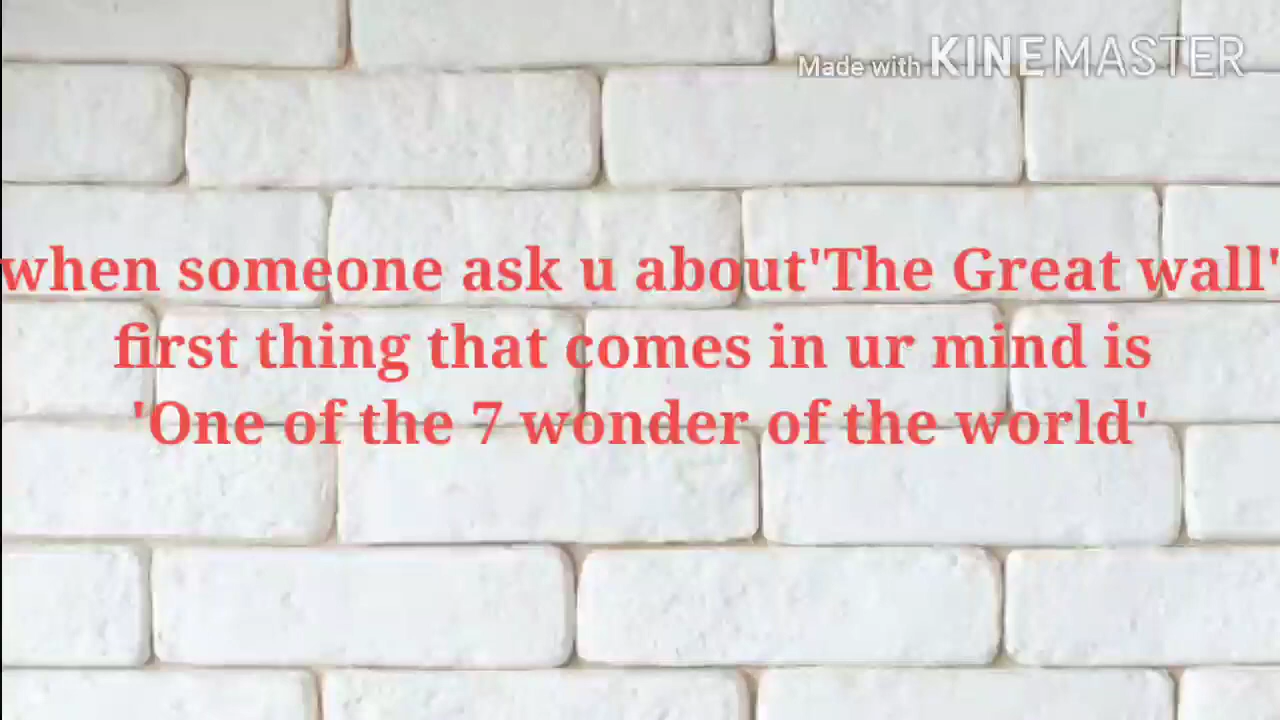 Made with KINEMASTER
when someone ask u about'The Great wall'
first thing that comes in ur mind is
'One of the 7 wonder of the world'